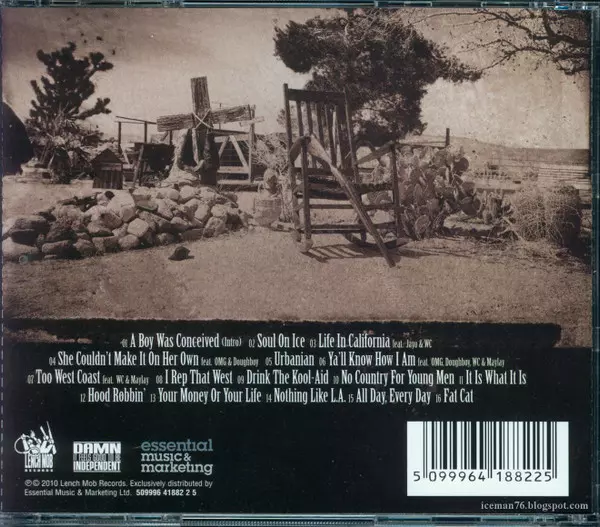 01 A Boy Was Conceived (Intro) 02 Soul On Ice 03 Life In California feat. Jayo & WC
04 She Couldn't Make It On Her Own feat. OMG & Doughboy 05 Urbanian 06 Ya'll Know How I Am feat. OMG, Doughboy, WC & Maylay
07 Too West Coast feat. WC & Maylay 08 I Rep That West 09 Drink The Kool-Aid 10 No Country For Young Men 11 It Is What It Is
12 Hood Robbin' 13 Your Money Or Your Life 14 Nothing Like L.A. 15 All Day, Every Day 16 Fat Cat
LENCH MOB
DAMN
INDEPENDENT
essential
music &
marketing
℗© 2010 Lench Mob Records. Exclusively distributed by
Essential Music & Marketing Ltd. 509996 41882 2 5
5 099964 188225
iceman76.blogspot.com